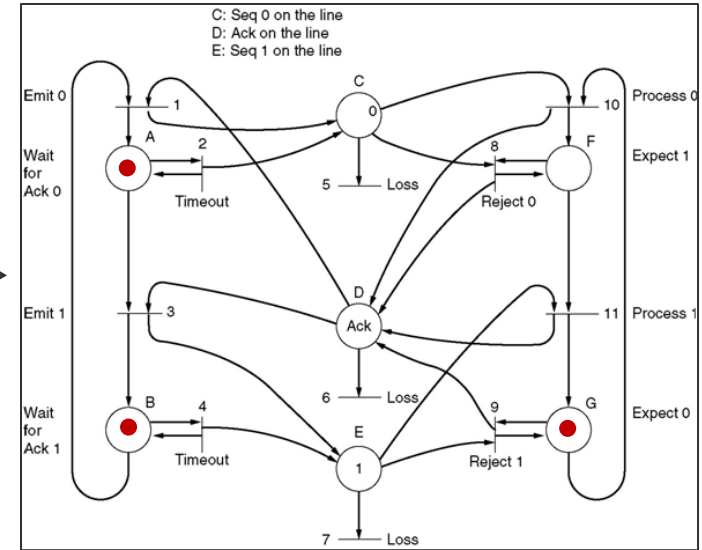 C: Seq 0 on the line
D: Ack on the line
E: Seq 1 on the line
C
Emit 0
1
0
10
Process 0
A
2
8
F
Wait
for
Ack 0
Expect 1
5
Loss
Timeout
Reject 0
D
Emit 1
3
Ack
11
Process 1
6
Loss
B
4
9
G
Wait
for
Ack 1
E
Expect 0
Timeout
1
Reject 1
7
Loss